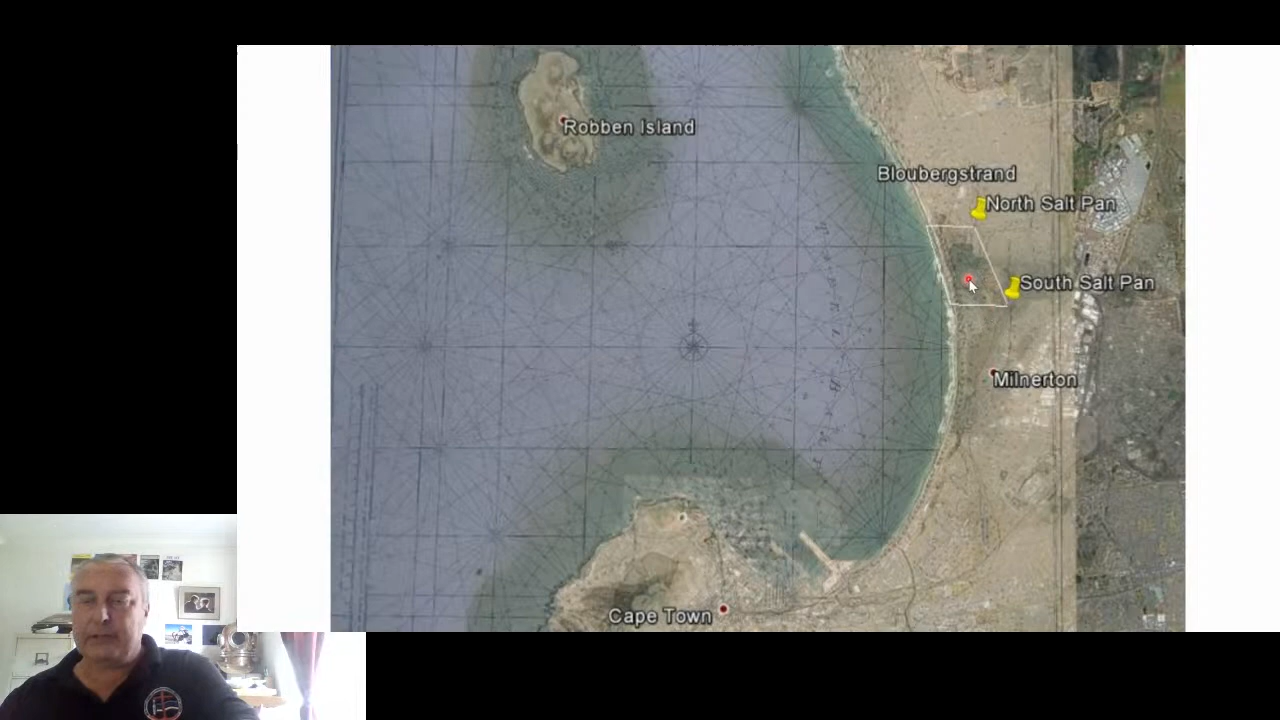 Robben Island
Bloubergstrand
North Salt Pan
South Salt Pan
Milnerton
Cape Town